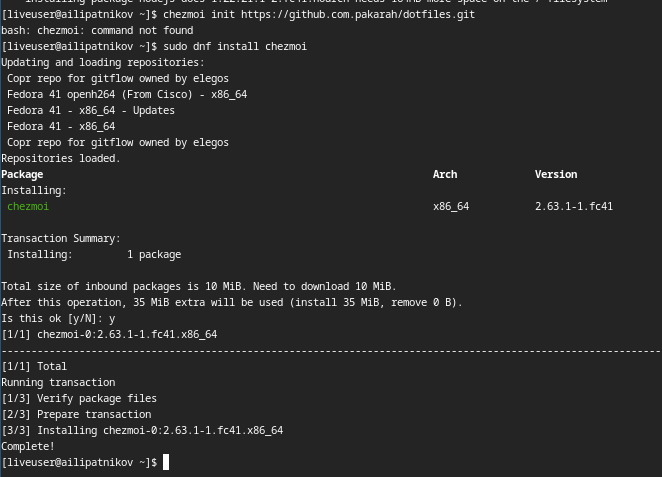 [liveuser@ailipatnikov ~]$ chezmoi init https://github.com.pakarah/dotfiles.git
bash: chezmoi: command not found
[liveuser@ailipatnikov ~]$ sudo dnf install chezmoi
Updating and loading repositories:
Copr repo for gitflow owned by elegos
Fedora 41 openh264 (From Cisco) - x86_64
Fedora 41 - x86_64 - Updates
Fedora 41 - x86_64
Copr repo for gitflow owned by elegos
Repositories loaded.
Package Arch Version
Installing:
chezmoi x86_64 2.63.1-1.fc41
Transaction Summary:
Installing: 1 package
Total size of inbound packages is 10 MiB. Need to download 10 MiB.
After this operation, 35 MiB extra will be used (install 35 MiB, remove 0 B).
Is this ok [y/N]: y
[1/1] chezmoi-0:2.63.1-1.fc41.x86_64
--------------------------------------------------------------------------------------------------------------
[1/1] Total
Running transaction
[1/3] Verify package files
[2/3] Prepare transaction
[3/3] Installing chezmoi-0:2.63.1-1.fc41.x86_64
Complete!
[liveuser@ailipatnikov ~]$